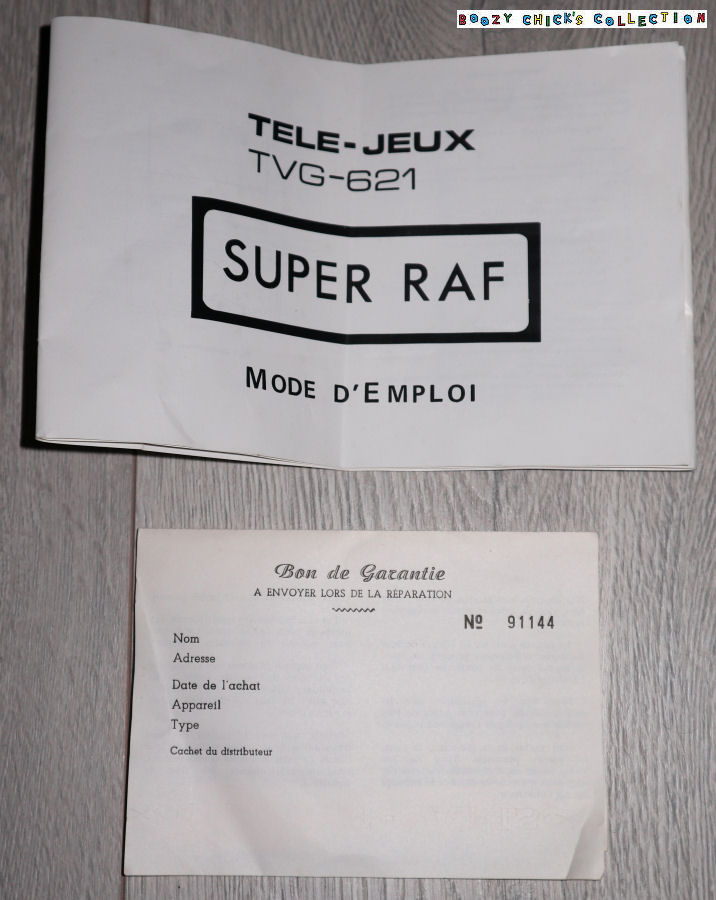 BOOZY CHICK'S COLLECTION
TELE-JEUX
TVG-621
SUPER RAF
MODE D'EMPLOI
Bon de Garantie
A ENVOYER LORS DE LA RÉPARATION
Nº 91144
Nom
Adresse
Date de l'achat
Appareil
Type
Cachet du distributeur